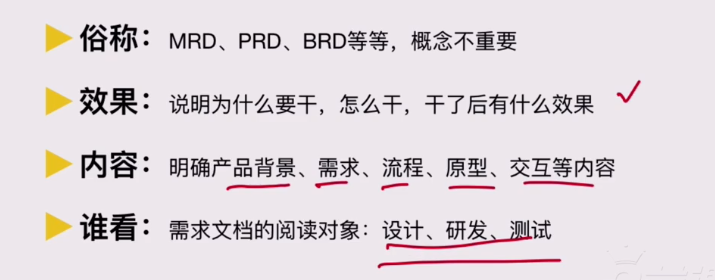 俗称：MRD、PRD、BRD等等，概念不重要
效果：说明为什么要干，怎么干，干了后有什么效果
内容：明确产品背景、需求、流程、原型、交互等内容
谁看：需求文档的阅读对象：设计、研发、测试